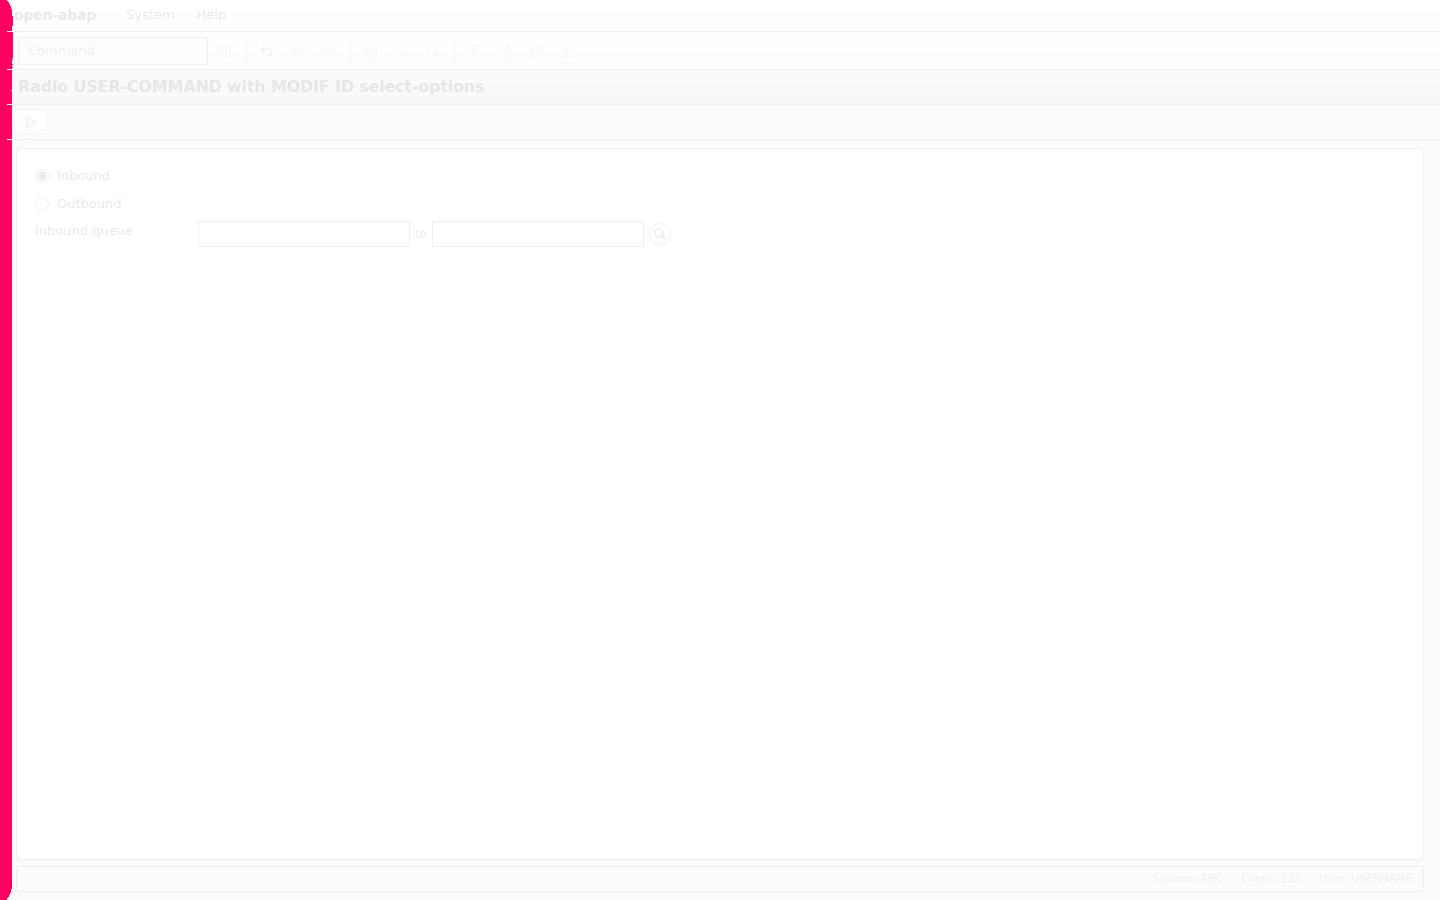 open-abap System Help
Command
Radio USER-COMMAND with MODIF ID select-options
Inbound
Outbound
Inbound queue to
System: ABC Client: 123 User: USERNAME